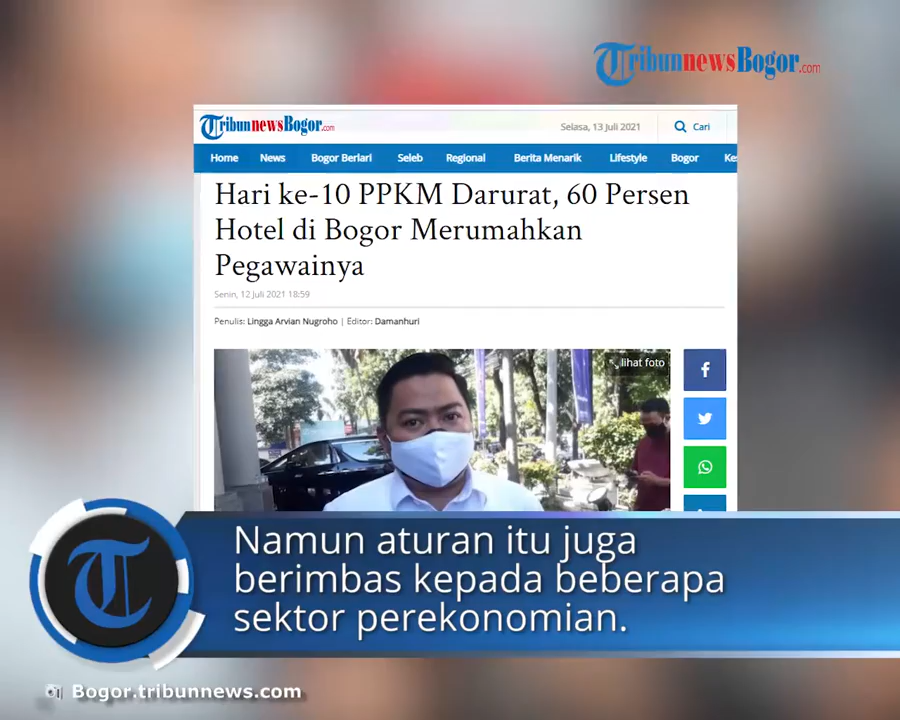 TribunnewsBogor.com
TribunnewsBogor.com
Selasa, 13 Juli 2021
Cari
Home News Bogor Berlari Seleb Regional Berita Menarik Lifestyle Bogor
Hari ke-10 PPKM Darurat, 60 Persen
Hotel di Bogor Merumahkan
Pegawainya
Senin, 12 Juli 2021 18:59
Penulis: Lingga Arvian Nugroho | Editor: Damanhuri
lihat foto
Namun aturan itu juga
berimbas kepada beberapa
sektor perekonomian.
T
Bogor.tribunnews.com